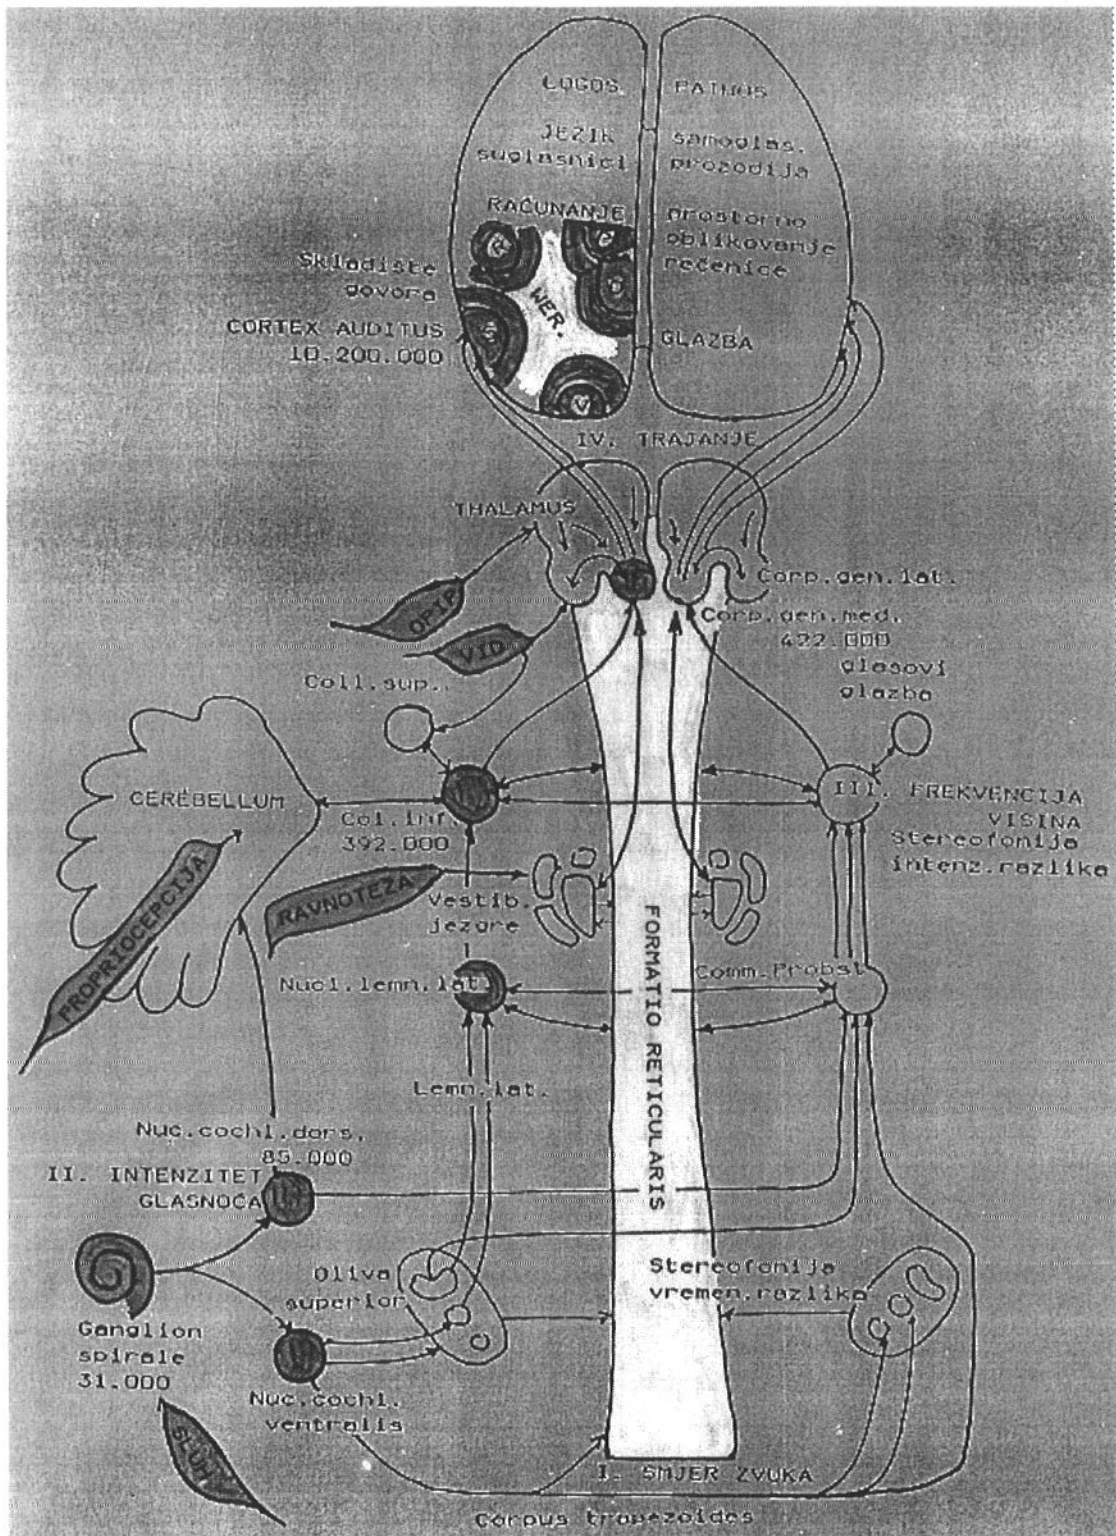 LOGOS
PATHOS
JEZIK
suglasnici
samoglas.
prozodija
RAČUNANJE
prostorno
oblikovanje
rečenice
Skladište
govora
WER.
CORTEX AUDITUS
10.200.000
GLAZBA
V
IV. TRAJANJE
THALAMUS
OPIP
VID
Corp.gen.lat.
Corp.gen.med.
422.000
glasovi
glazba
Coll.sup..
CEREBELLUM
Col.inf.
392.000
III. FREKVENCIJA
VISINA
Stereofonija
intenz.razlika
PROPRIOCEPCIJA
RAVNOTEŽA
Vestib.
jezgre
Nucl.lemn.lat.
Comm.Probst
FORMATIO RETICULARIS
Lemn.lat.
Nuc.cochl.dors.
85.000
II. INTENZITET
GLASNOĆA
Oliva
superior
Stereofonija
vremen.razlika
Ganglion
spirale
31.000
Nuc.cochl.
ventralis
SLUH
I. SMJER ZVUKA
Corpus trapezoides